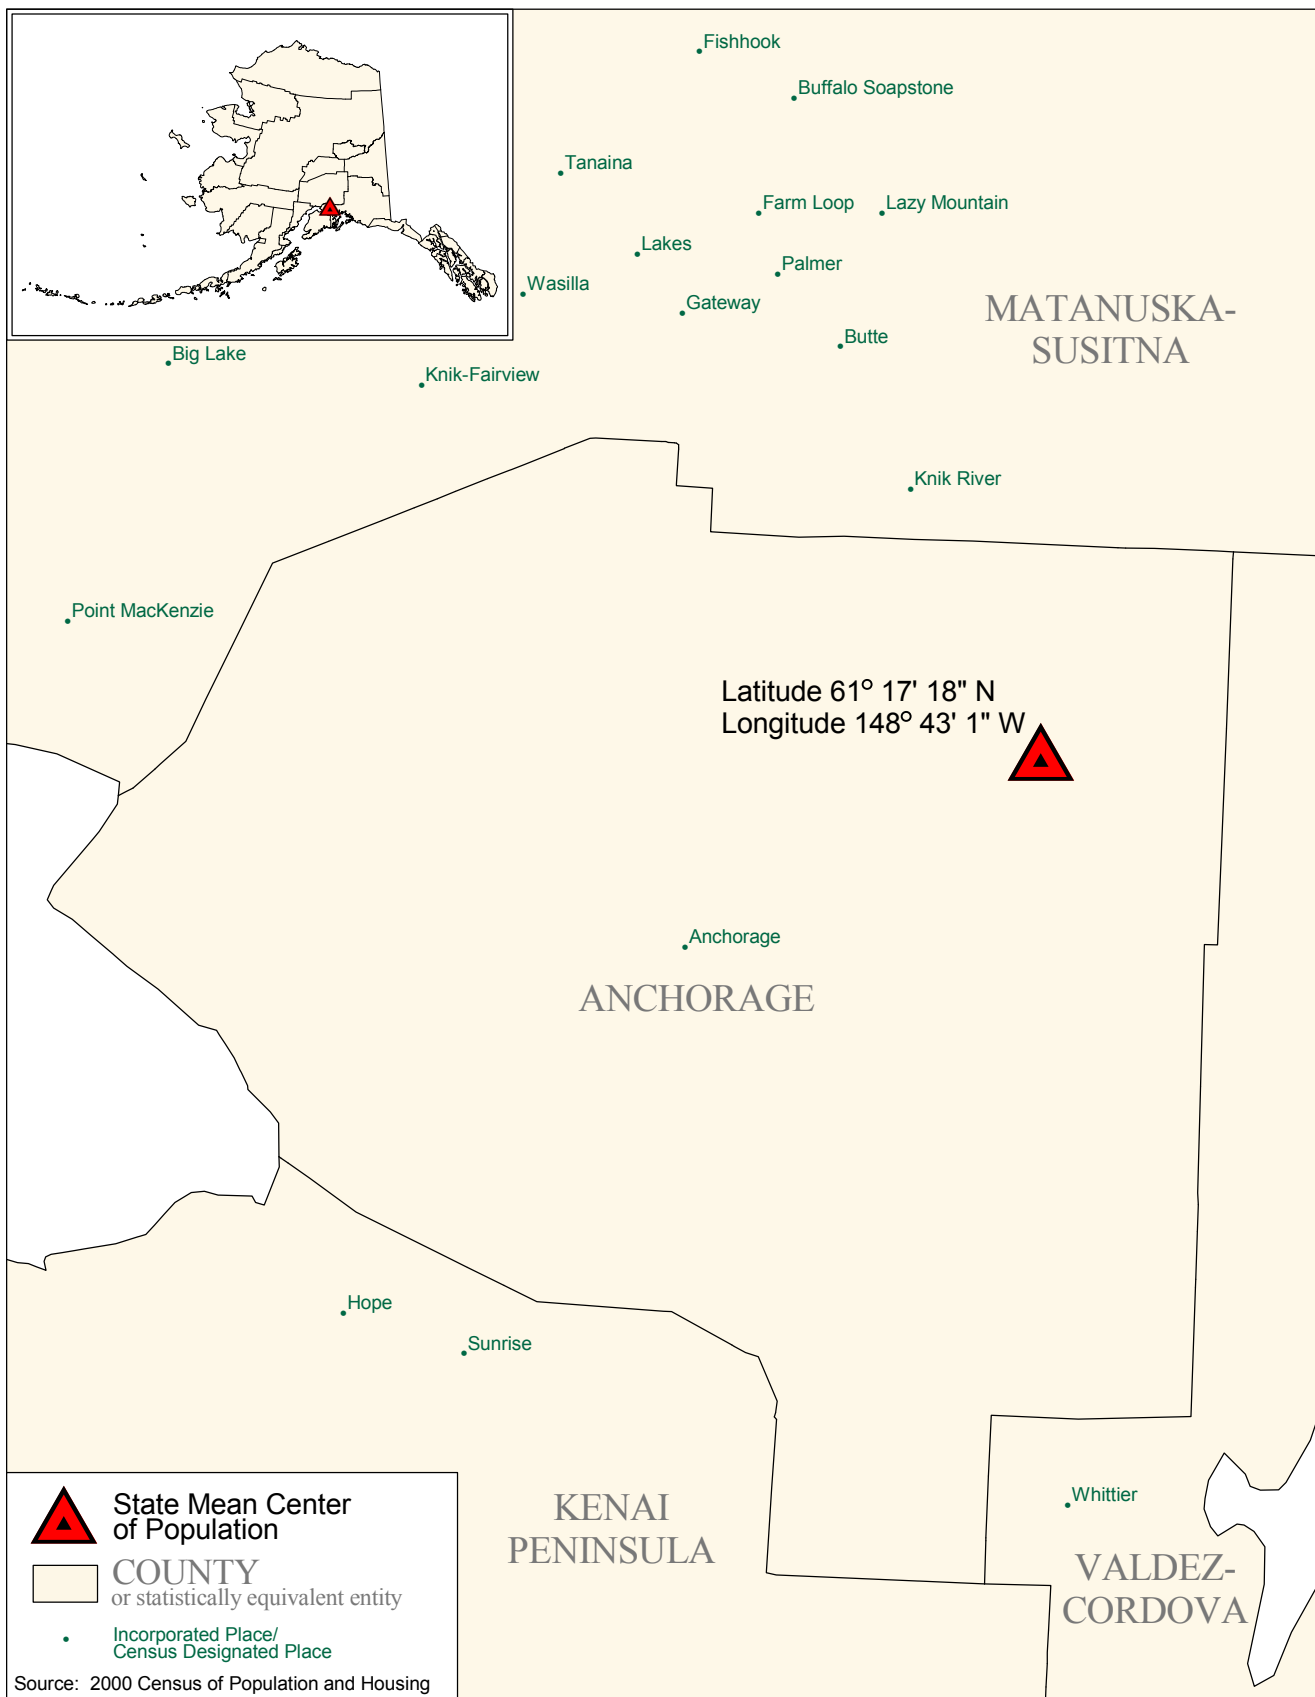 Fishhook
Buffalo Soapstone
Tanaina
Farm Loop
Lazy Mountain
Lakes
Palmer
Wasilla
Gateway
MATANUSKA-
SUSITNA
Butte
Big Lake
Knik-Fairview
Knik River
Point MacKenzie
Latitude 61° 17' 18" N
Longitude 148° 43' 1" W
Anchorage
ANCHORAGE
Hope
Sunrise
Whittier
KENAI
PENINSULA
VALDEZ-
CORDOVA
State Mean Center
of Population
COUNTY
or statistically equivalent entity
Incorporated Place/
Census Designated Place
Source: 2000 Census of Population and Housing